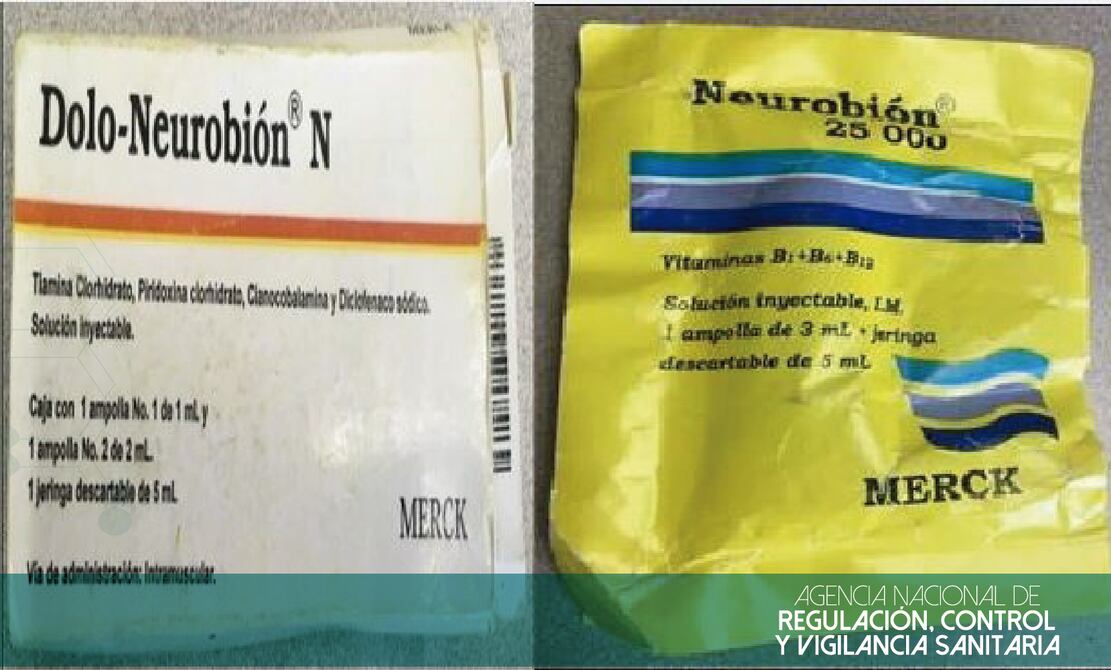 MERCK
Dolo-Neurobión® N
Tiamina Clorhidrato, Piridoxina clorhidrato, Cianocobalamina y Diclofenaco sódico.
Solución inyectable.
Caja con 1 ampolla No. 1 de 1 mL y
1 ampolla No. 2 de 2 mL.
1 jeringa descartable de 5 mL
MERCK
Vía de administración: Intramuscular.
Neurobión®
25 000
Vitaminas B1+B6+B12
Solución inyectable, I.M.
1 ampolla de 3 mL + jeringa
descartable de 5 mL
MERCK
AGENCIA NACIONAL DE
REGULACIÓN, CONTROL
Y VIGILANCIA SANITARIA